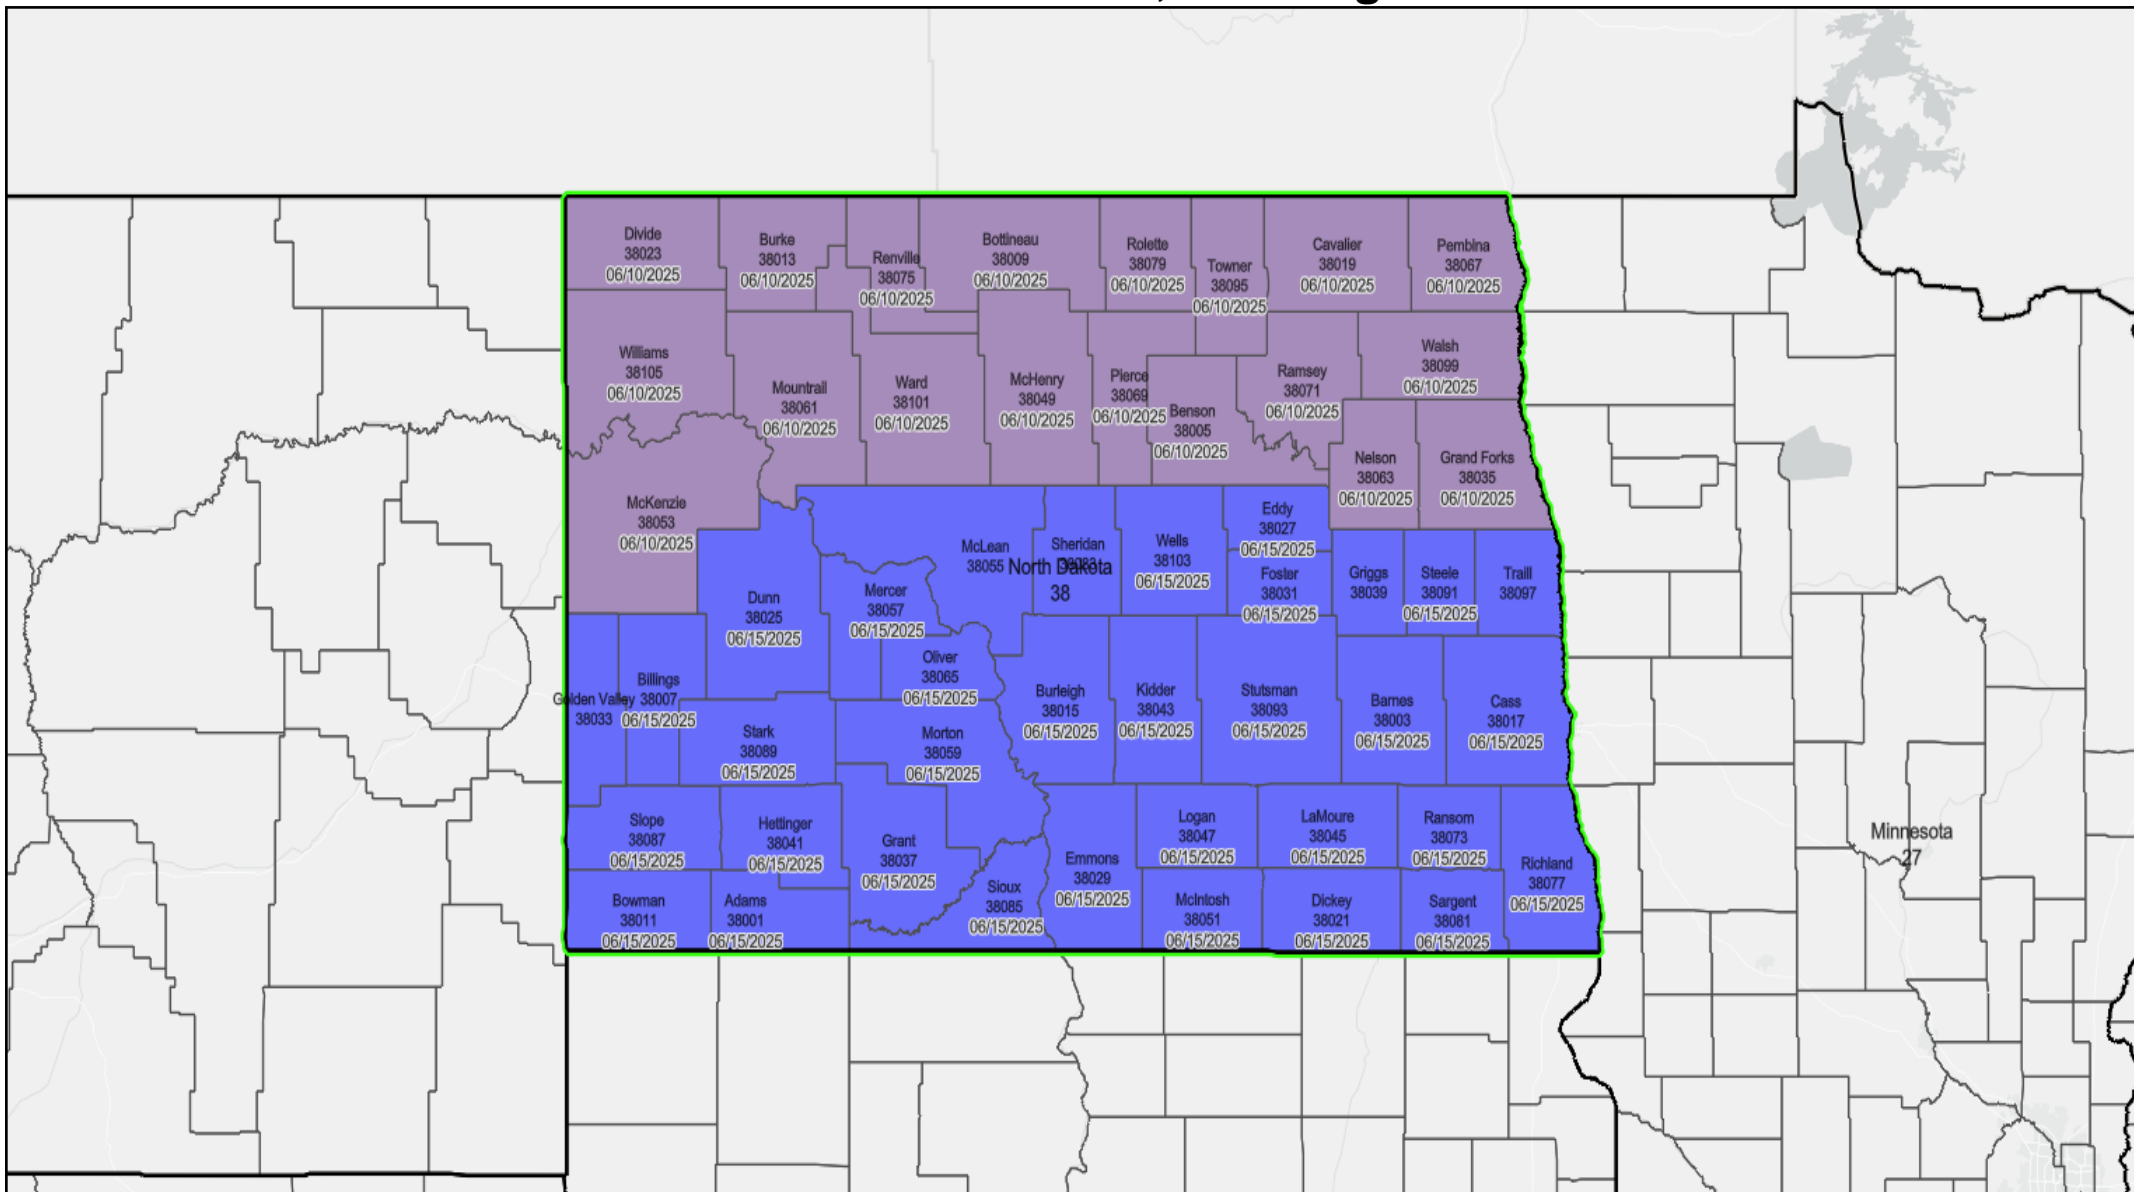 Divide
38023
06/10/2025
Burke
38013
06/10/2025
Renville
38075
06/10/2025
Bottineau
38009
06/10/2025
Rolette
38079
06/10/2025
Towner
38095
06/10/2025
Cavalier
38019
06/10/2025
Pembina
38067
06/10/2025
Williams
38105
06/10/2025
Mountrail
38061
06/10/2025
Ward
38101
06/10/2025
McHenry
38049
06/10/2025
Pierce
38069
06/10/2025
Benson
38005
06/10/2025
Ramsey
38071
06/10/2025
Walsh
38099
06/10/2025
Nelson
38063
06/10/2025
Grand Forks
38035
06/10/2025
McKenzie
38053
06/10/2025
McLean
38055
Sheridan
North Dakota
38
Wells
38103
06/15/2025
Eddy
38027
06/15/2025
Foster
38031
06/15/2025
Griggs
38039
Steele
38091
06/15/2025
Traill
38097
Dunn
38025
06/15/2025
Mercer
38057
06/15/2025
Oliver
38065
06/15/2025
Golden Valley
38033
Billings
38007
06/15/2025
Stark
38089
06/15/2025
Morton
38059
06/15/2025
Burleigh
38015
06/15/2025
Kidder
38043
06/15/2025
Stutsman
38093
06/15/2025
Barnes
38003
06/15/2025
Cass
38017
06/15/2025
Slope
38087
06/15/2025
Hettinger
38041
06/15/2025
Grant
38037
06/15/2025
Sioux
38085
06/15/2025
Emmons
38029
06/15/2025
Logan
38047
06/15/2025
LaMoure
38045
06/15/2025
Ransom
38073
06/15/2025
Richland
38077
06/15/2025
Bowman
38011
06/15/2025
Adams
38001
06/15/2025
McIntosh
38051
06/15/2025
Dickey
38021
06/15/2025
Sargent
38081
06/15/2025
Minnesota
27